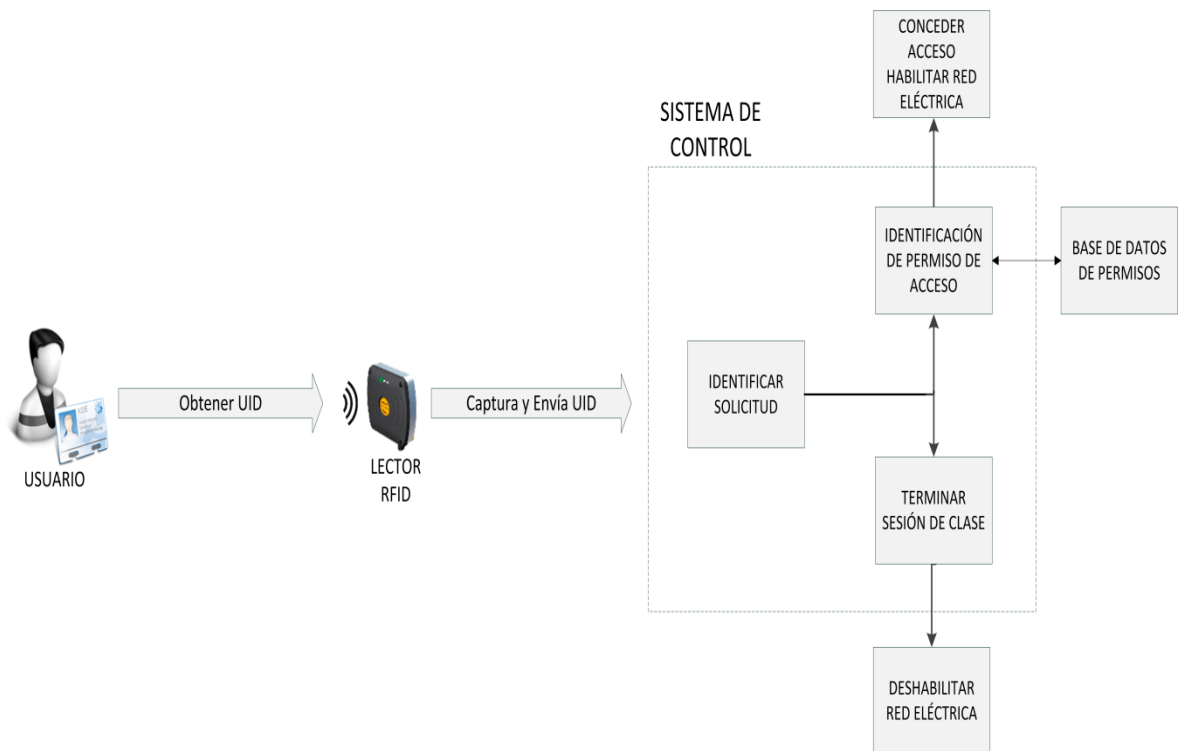 CONCEDER
ACCESO
HABILITAR RED
ELÉCTRICA
SISTEMA DE
CONTROL
IDENTIFICACIÓN
DE PERMISO DE
ACCESO
BASE DE DATOS
DE PERMISOS
IDENTIFICAR
SOLICITUD
Obtener UID
Captura y Envía UID
USUARIO
LECTOR
RFID
TERMINAR
SESIÓN DE CLASE
DESHABILITAR
RED ELÉCTRICA